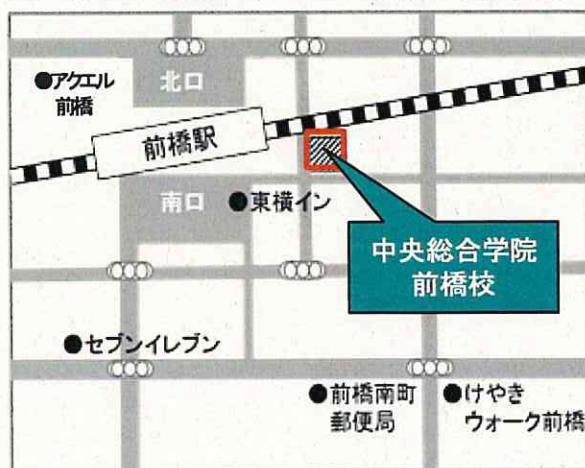 ●アクエル
前橋
北口
前橋駅
南口
●東横イン
中央総合学院
前橋校
●セブンイレブン
●前橋南町
郵便局
●けやき
ウォーク前橋